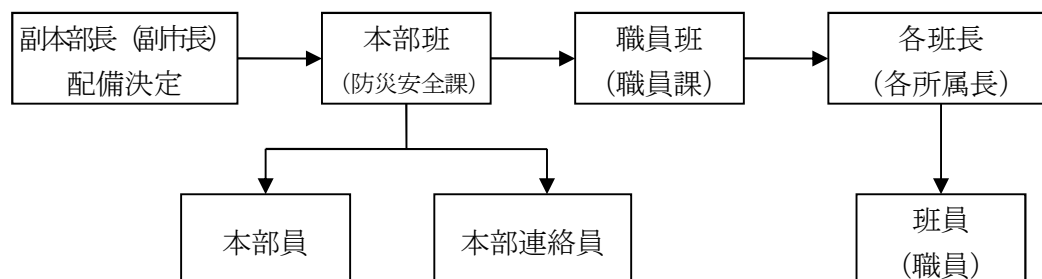 副本部長（副市長）
配備決定
本部班
（防災安全課）
職員班
（職員課）
各班長
（各所属長）
本部員
本部連絡員
班員
（職員）